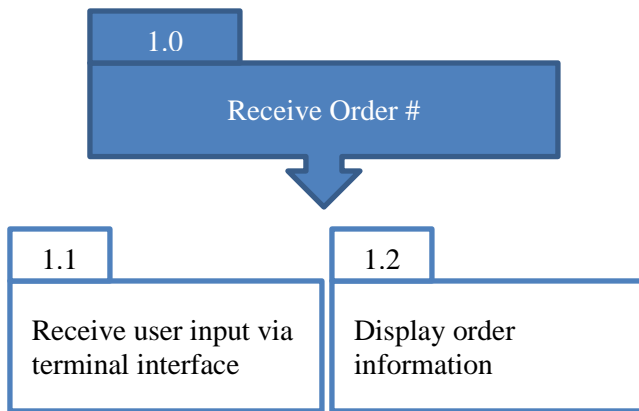 1.0
Receive Order #
1.1
Receive user input via
terminal interface
1.2
Display order
information